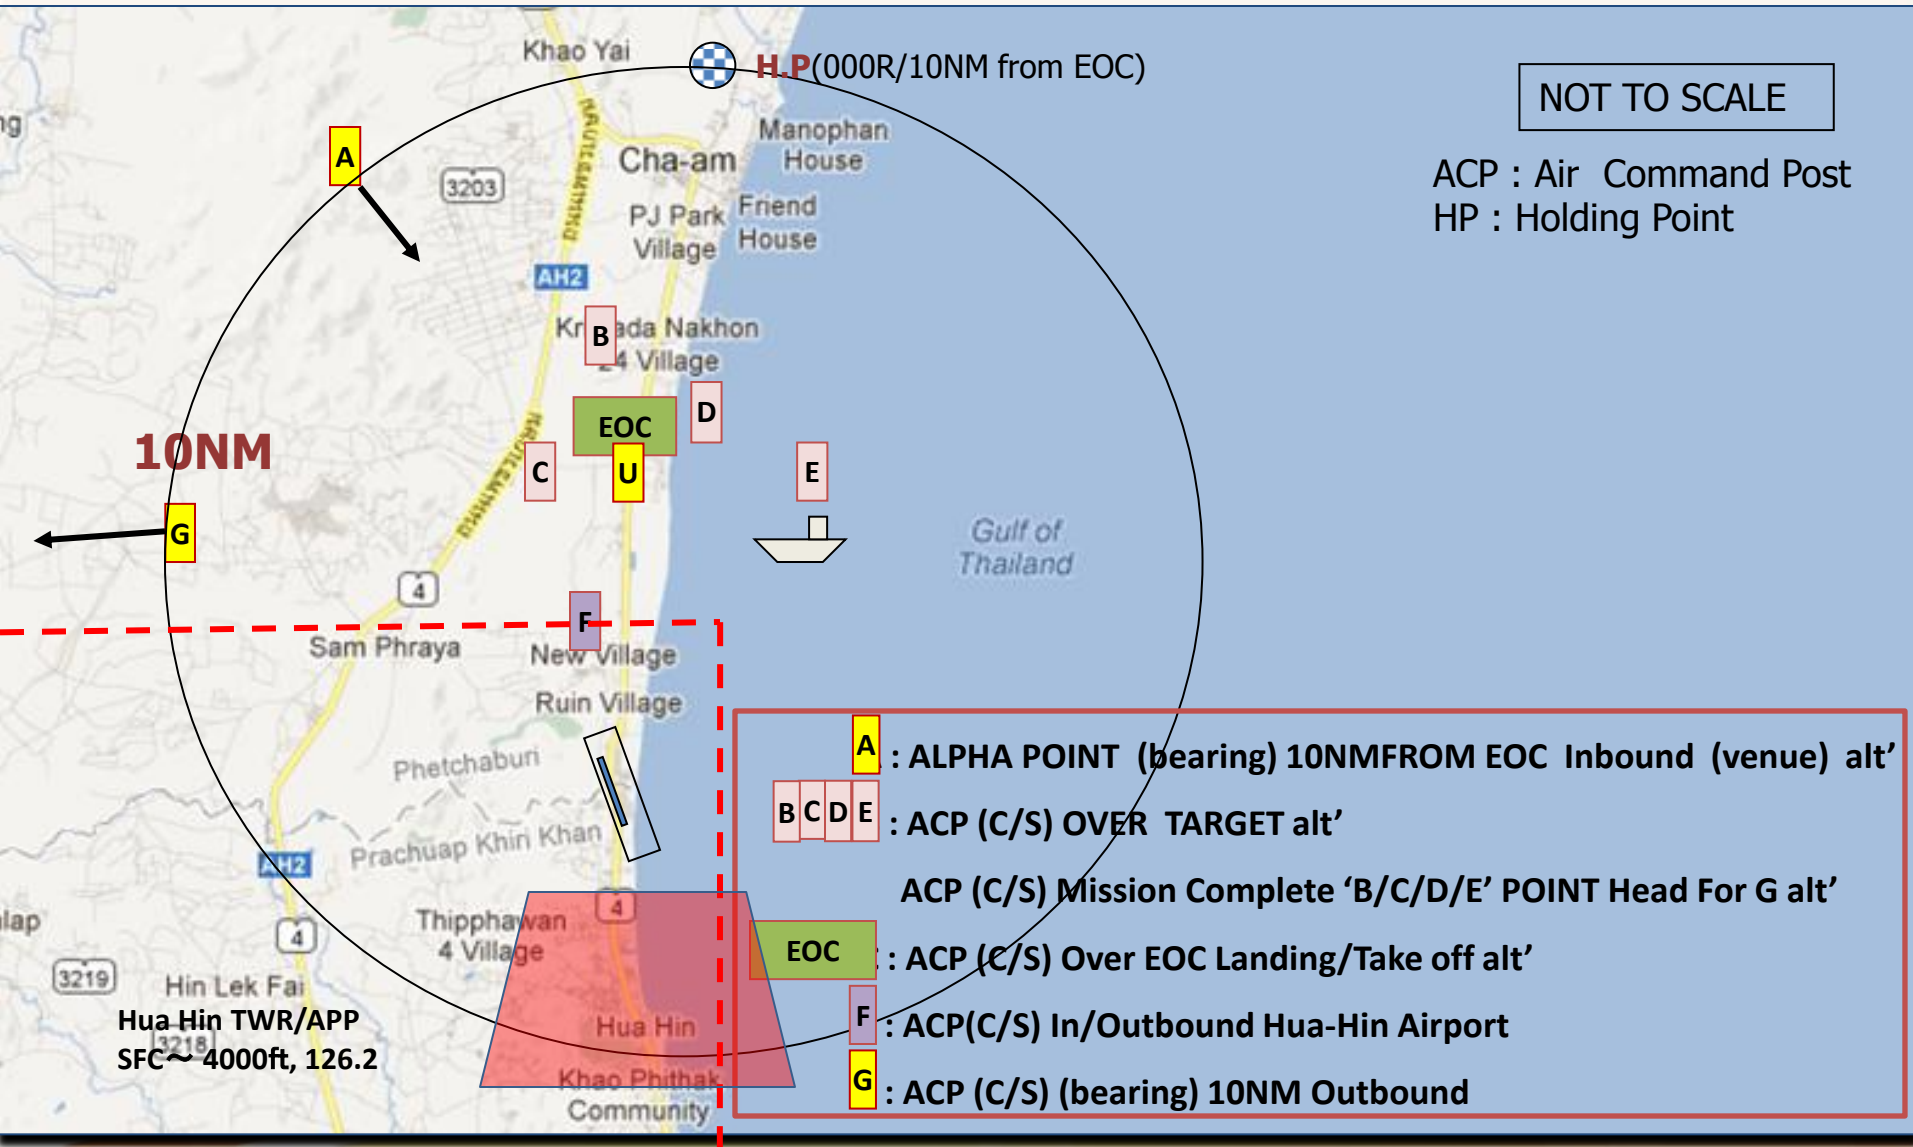 Khao Yai
H.P(000R/10NM from EOC)
NOT TO SCALE
ng
A
Manophan
House
3203
Cha-am
ACP : Air Command Post
HP : Holding Point
PJ Park
Village
Friend
House
AH2
B
ada Nakhon
24 Village
D
EOC
10NM
C
U
E
G
Gulf of
Thailand
4
F
Sam Phraya
New Village
Ruin Village
Phetchaburi
A : ALPHA POINT (bearing) 10NMFROM EOC Inbound (venue) alt’
B C D E : ACP (C/S) OVER TARGET alt’
Prachuap Khiri Khan
AH2
ACP (C/S) Mission Complete ‘B/C/D/E’ POINT Head For G alt’
4
Thipphawan
4 Village
lap
4
EOC : ACP (C/S) Over EOC Landing/Take off alt’
3219
Hin Lek Fai
Hua Hin TWR/APP
3218
SFC～ 4000ft, 126.2
Hua Hin
F : ACP(C/S) In/Outbound Hua-Hin Airport
Khao Phithak
Community
G : ACP (C/S) (bearing) 10NM Outbound